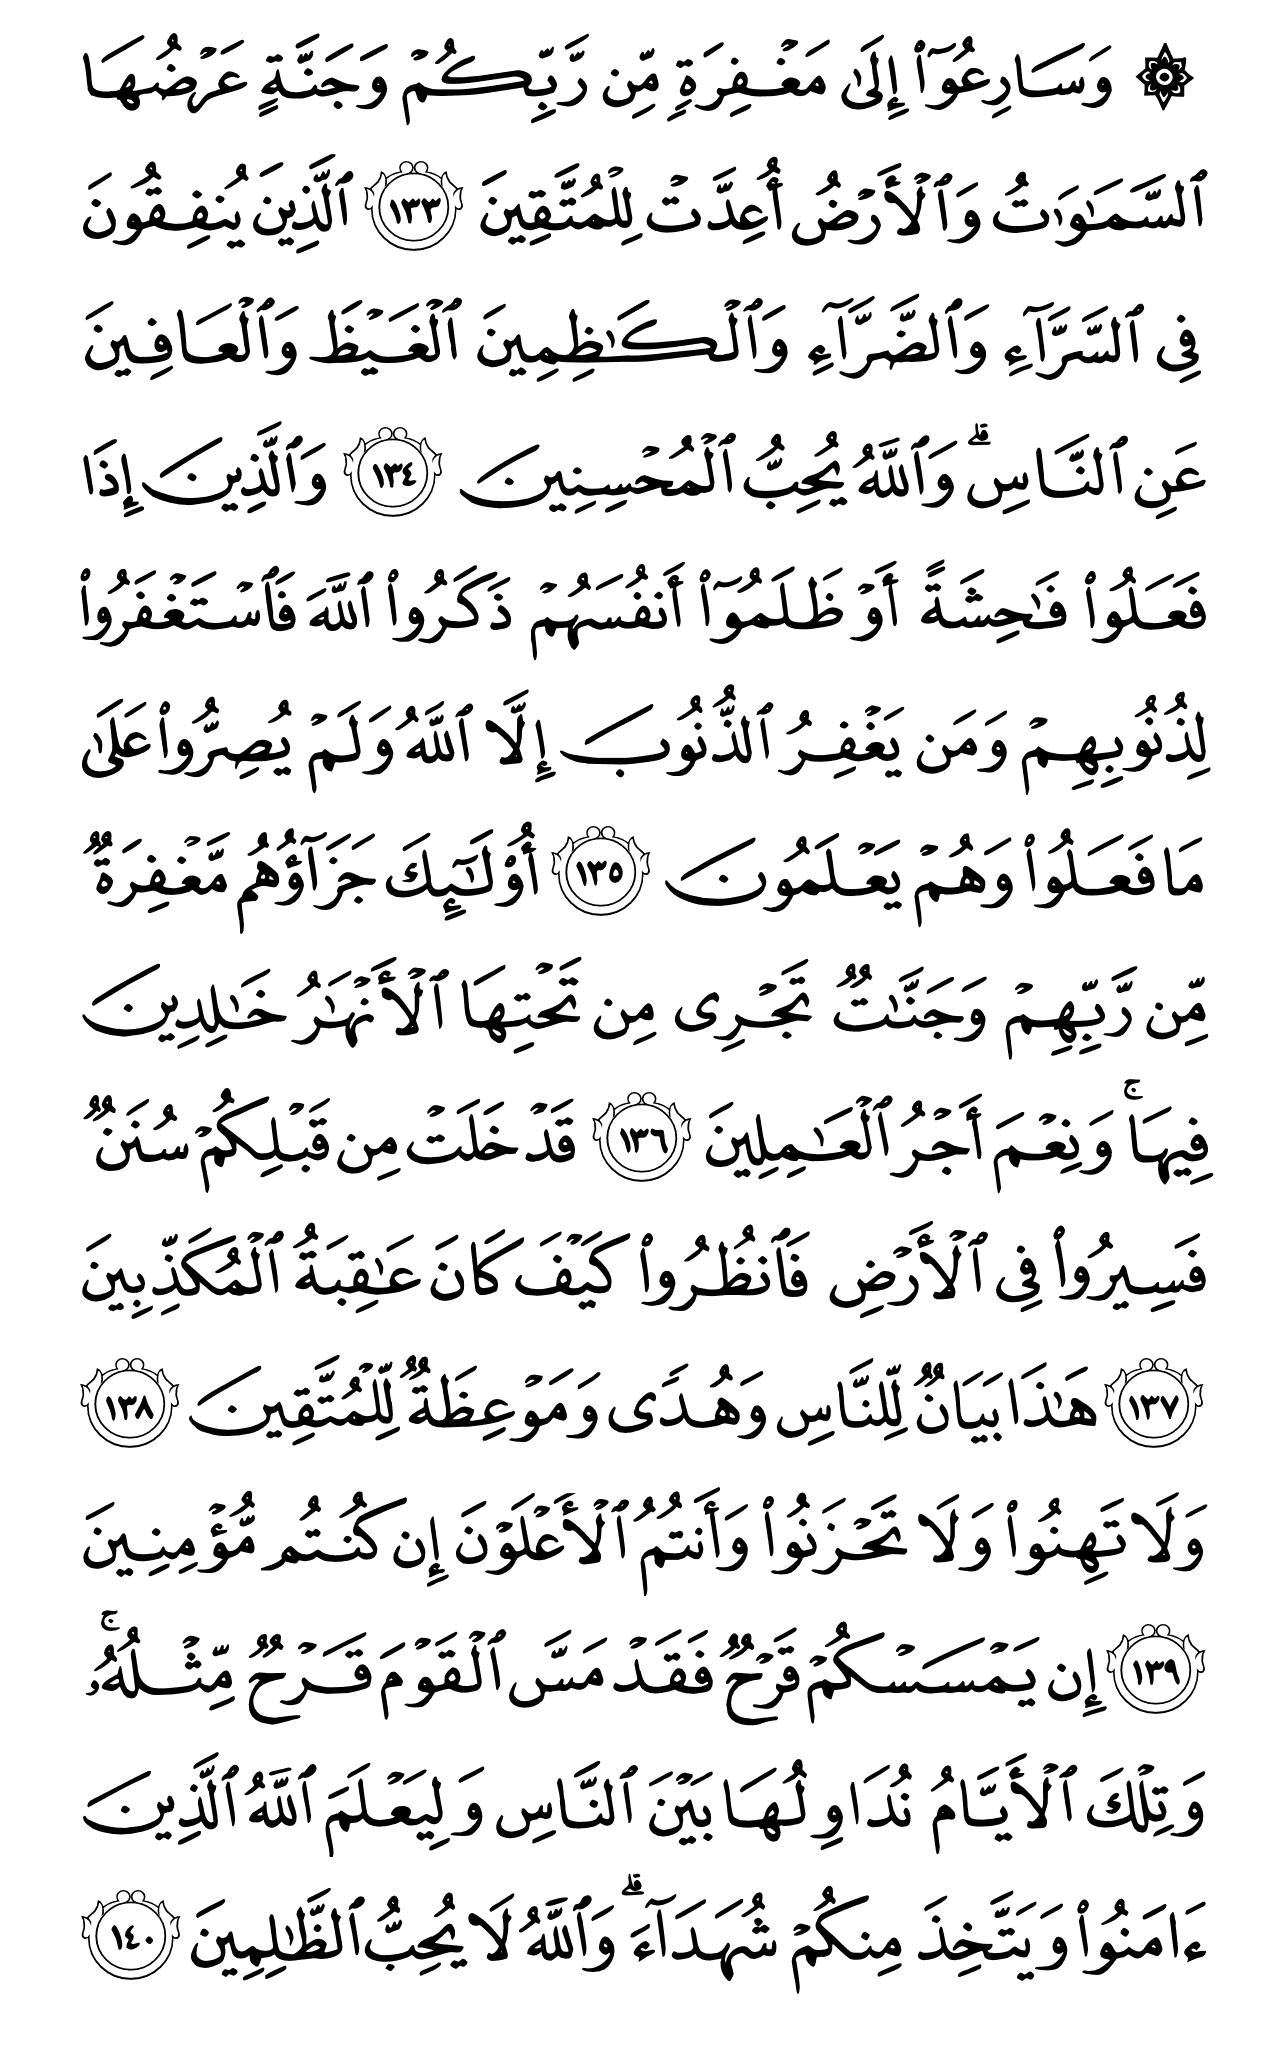 ۞ وَسَارِعُوٓا۟ إِلَىٰ مَغْفِرَةٍ مِّن رَّبِّكُمْ وَجَنَّةٍ عَرْضُهَا
ٱلسَّمَـٰوَٰتُ وَٱلْأَرْضُ أُعِدَّتْ لِلْمُتَّقِينَ ١٣٣ ٱلَّذِينَ يُنفِقُونَ
فِى ٱلسَّرَّآءِ وَٱلضَّرَّآءِ وَٱلْكَـٰظِمِينَ ٱلْغَيْظَ وَٱلْعَافِينَ
عَنِ ٱلنَّاسِ ۗ وَٱللَّهُ يُحِبُّ ٱلْمُحْسِنِينَ ١٣٤ وَٱلَّذِينَ إِذَا
فَعَلُوا۟ فَـٰحِشَةً أَوْ ظَلَمُوٓا۟ أَنفُسَهُمْ ذَكَرُوا۟ ٱللَّهَ فَٱسْتَغْفَرُوا۟
لِذُنُوبِهِمْ وَمَن يَغْفِرُ ٱلذُّنُوبَ إِلَّا ٱللَّهُ وَلَمْ يُصِرُّوا۟ عَلَىٰ
مَا فَعَلُوا۟ وَهُمْ يَعْلَمُونَ ١٣٥ أُو۟لَـٰٓئِكَ جَزَآؤُهُم مَّغْفِرَةٌ
مِّن رَّبِّهِمْ وَجَنَّـٰتٌ تَجْرِى مِن تَحْتِهَا ٱلْأَنْهَـٰرُ خَـٰلِدِينَ
فِيهَا ۚ وَنِعْمَ أَجْرُ ٱلْعَـٰمِلِينَ ١٣٦ قَدْ خَلَتْ مِن قَبْلِكُمْ سُنَنٌ
فَسِيرُوا۟ فِى ٱلْأَرْضِ فَٱنظُرُوا۟ كَيْفَ كَانَ عَـٰقِبَةُ ٱلْمُكَذِّبِينَ
١٣٧ هَـٰذَا بَيَانٌ لِّلنَّاسِ وَهُدًى وَمَوْعِظَةٌ لِّلْمُتَّقِينَ ١٣٨
وَلَا تَهِنُوا۟ وَلَا تَحْزَنُوا۟ وَأَنتُمُ ٱلْأَعْلَوْنَ إِن كُنتُم مُّؤْمِنِينَ
١٣٩ إِن يَمْسَسْكُمْ قَرْحٌ فَقَدْ مَسَّ ٱلْقَوْمَ قَرْحٌ مِّثْلُهُۥ ۚ
وَتِلْكَ ٱلْأَيَّامُ نُدَاوِلُهَا بَيْنَ ٱلنَّاسِ وَلِيَعْلَمَ ٱللَّهُ ٱلَّذِينَ
ءَامَنُوا۟ وَيَتَّخِذَ مِنكُمْ شُهَدَآءَ ۗ وَٱللَّهُ لَا يُحِبُّ ٱلظَّـٰلِمِينَ ١٤٠